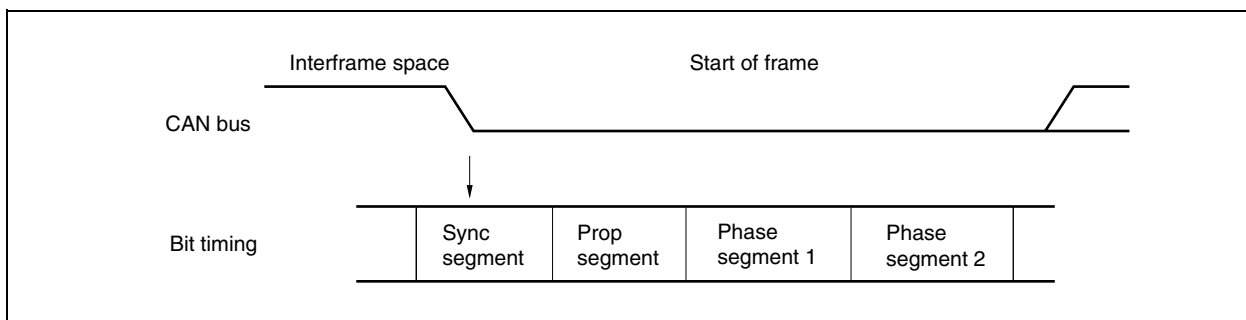 Interframe space
Start of frame
CAN bus
Bit timing
Sync
segment
Prop
segment
Phase
segment 1
Phase
segment 2